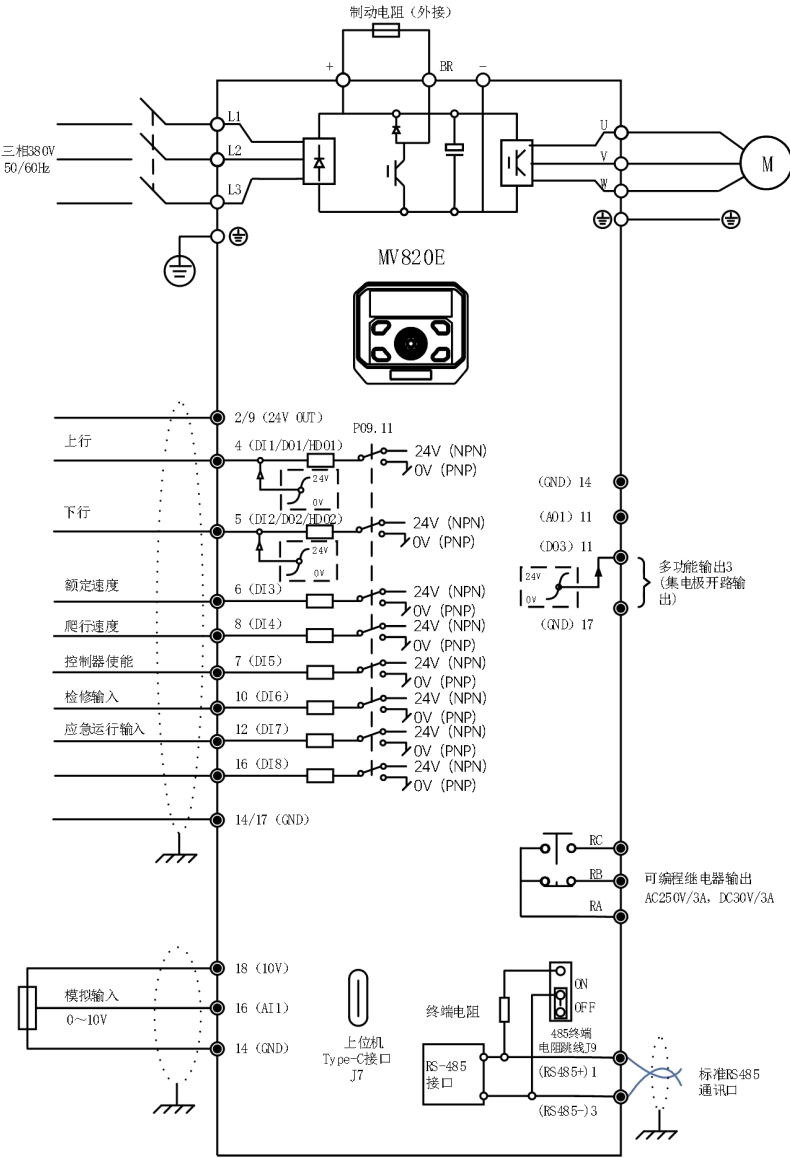 制动电阻（外接）
+
BR
-
L1
L2
L3
三相380V
50/60Hz
U
V
W
M
MV820E
2/9 (24V OUT)
P09.11
上行
4 (DI1/DO1/HDO1)
24V (NPN)
0V (PNP)
24V
0V
下行
5 (DI2/DO2/HDO2)
24V (NPN)
0V (PNP)
24V
0V
额定速度
6 (DI3)
24V (NPN)
0V (PNP)
爬行速度
8 (DI4)
24V (NPN)
0V (PNP)
控制器使能
7 (DI5)
24V (NPN)
0V (PNP)
检修输入
10 (DI6)
24V (NPN)
0V (PNP)
应急运行输入
12 (DI7)
24V (NPN)
0V (PNP)
16 (DI8)
24V (NPN)
0V (PNP)
14/17 (GND)
(GND) 14
(AO1) 11
(DO3) 11
24V
0V
(GND) 17
多功能输出3
(集电极开路输
出)
RC
RB
RA
可编程继电器输出
AC250V/3A, DC30V/3A
18 (10V)
模拟输入
0～10V
16 (AI1)
14 (GND)
上位机
Type-C接口
J7
终端电阻
ON
OFF
485终端
电阻跳线J9
RS-485
接口
(RS485+) 1
(RS485-) 3
标准RS485
通讯口